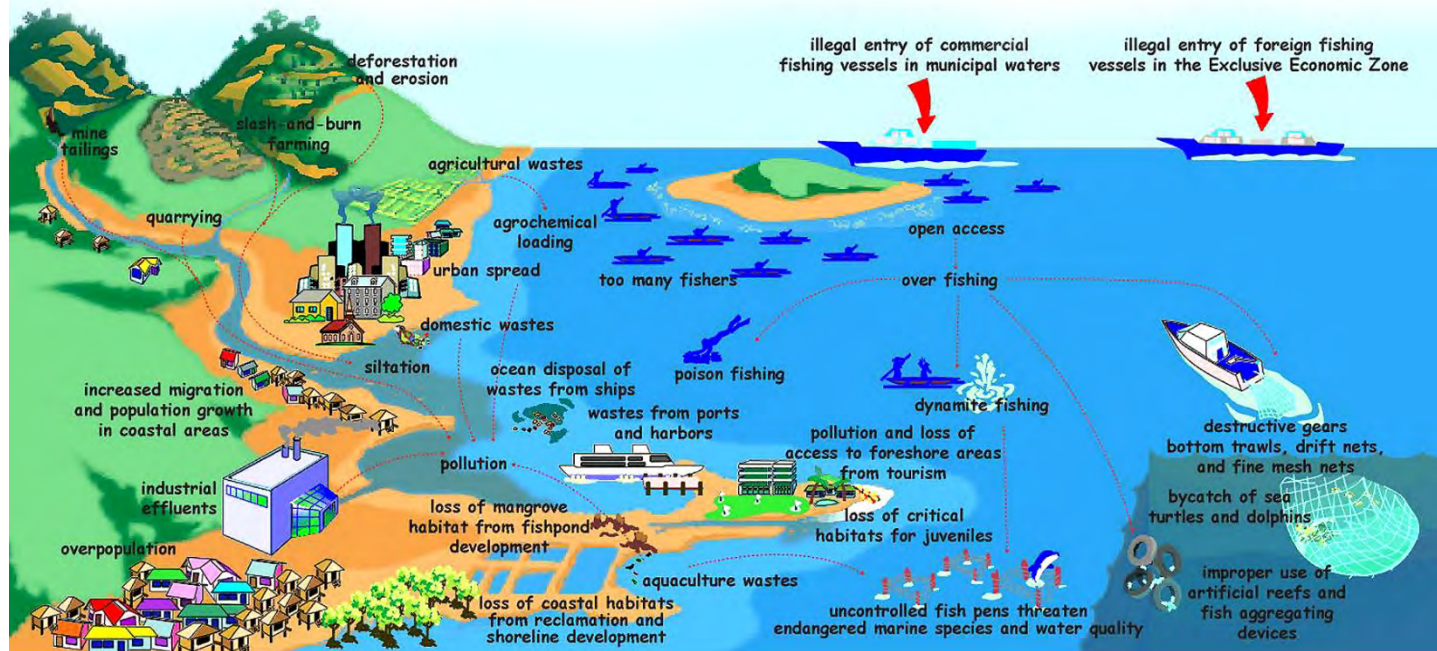 deforestation
and erosion
illegal entry of commercial
fishing vessels in municipal waters
illegal entry of foreign fishing
vessels in the Exclusive Economic Zone
mine
tailings
slash-and-burn
farming
agricultural wastes
quarrying
agrochemical
loading
open access
urban spread
too many fishers
over fishing
domestic wastes
siltation
ocean disposal of
wastes from ships
poison fishing
dynamite fishing
increased migration
and population growth
in coastal areas
wastes from ports
and harbors
destructive gears
bottom trawls, drift nets,
and fine mesh nets
pollution
pollution and loss of
access to foreshore areas
from tourism
industrial
effluents
loss of mangrove
habitat from fishpond
development
loss of critical
habitats for juveniles
bycatch of sea
turtles and dolphins
overpopulation
aquaculture wastes
improper use of
artificial reefs and
fish aggregating
devices
loss of coastal habitats
from reclamation and
shoreline development
uncontrolled fish pens threaten
endangered marine species and water quality